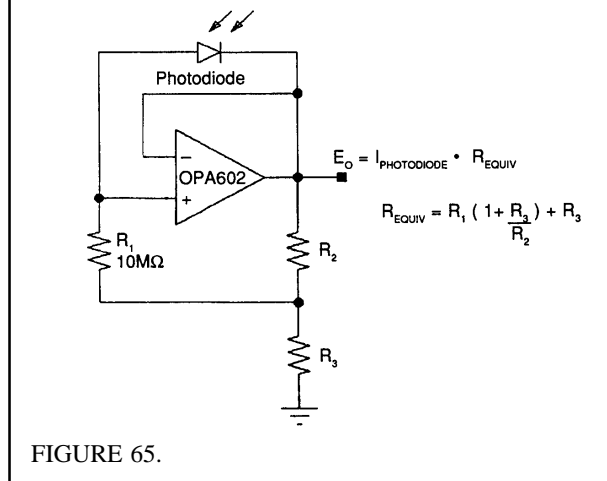 Photodiode
−
OPA602
+
E_O = I_PHOTODIODE • R_EQUIV
R_EQUIV = R_1 ( 1+ R_3 / R_2 ) + R_3
R_1
10MΩ
R_2
R_3
FIGURE 65.